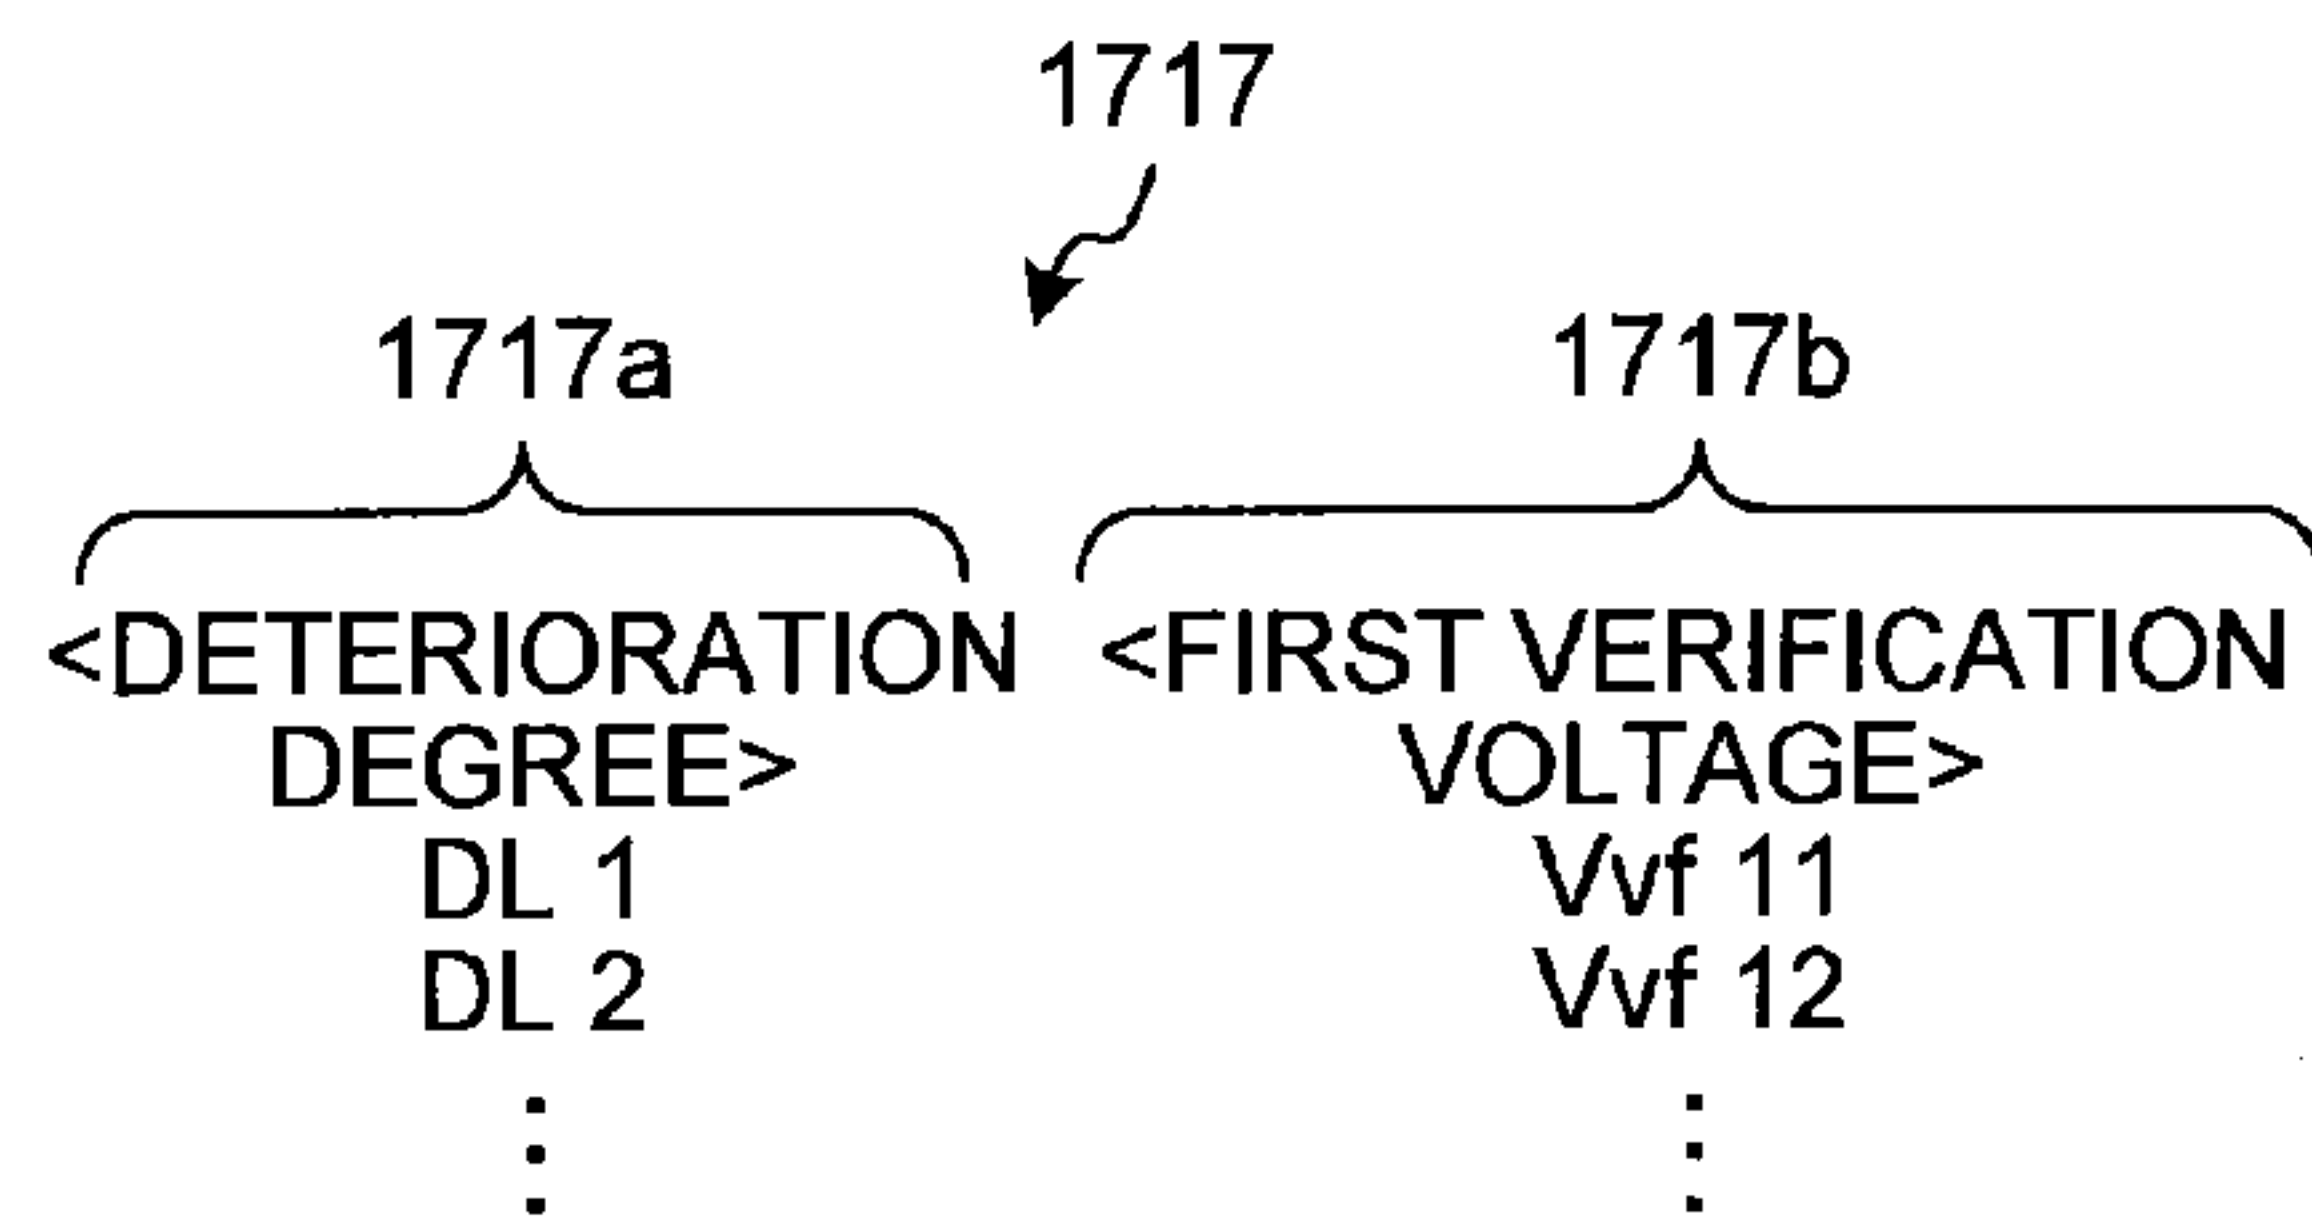 1717
1717a 1717b
<DETERIORATION <FIRST VERIFICATION
DEGREE> VOLTAGE>
DL 1 Vvf 11
DL 2 Vvf 12